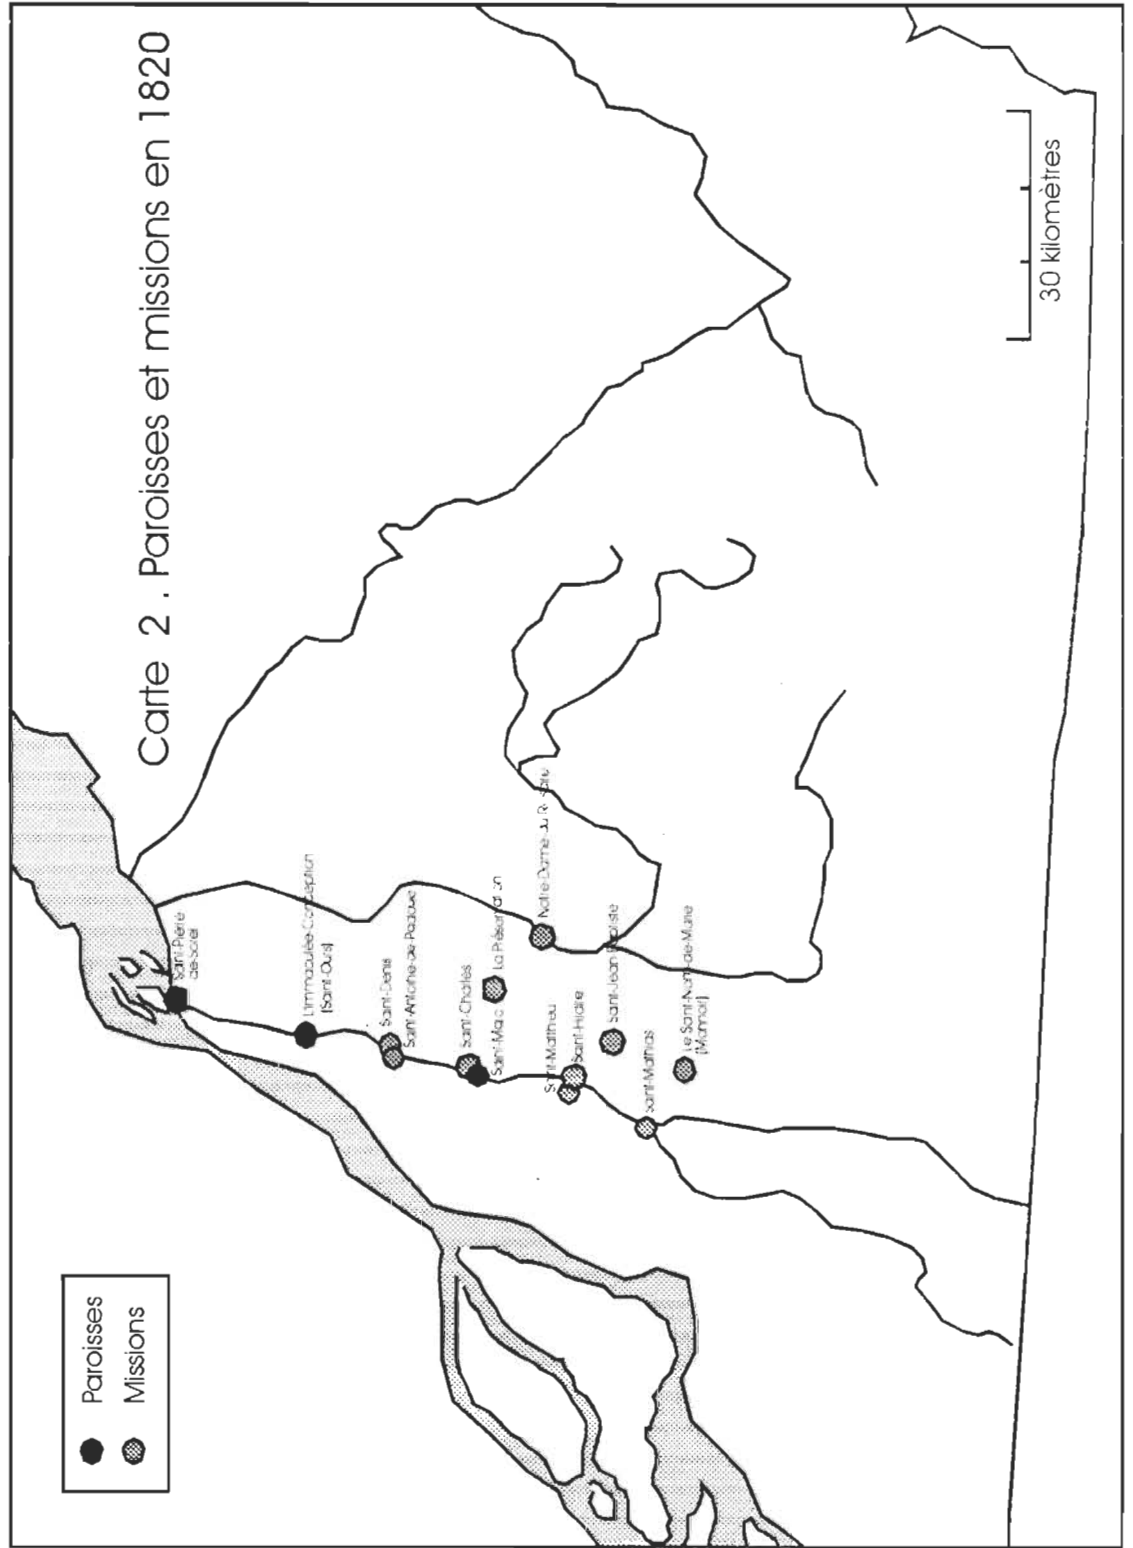 Carte 2 . Paroisses et missions en 1820
Paroisses
Missions
Saint-Pierre
de-Sorel
L'Immaculée-Conception
[Saint-Ours]
Saint-Denis
Saint-Antoine-de-Padoue
Saint-Charles
Saint-Marc
La Présentation
Notre-Dame-du-Rosaire
Saint-Matthieu
Saint-Hilaire
Saint-Jean-Baptiste
Saint-Mathias
Le Saint-Nom-de-Marie
[Monnoir]
30 kilomètres